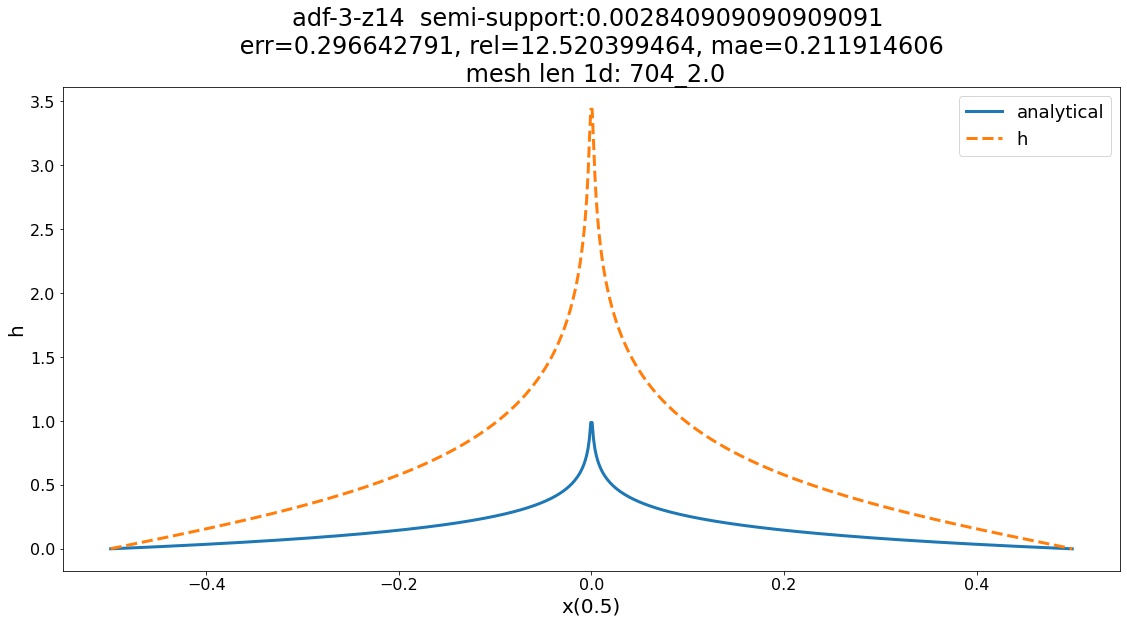 adf-3-z14  semi-support:0.002840909090909091
err=0.296642791, rel=12.520399464, mae=0.211914606
mesh len 1d: 704_2.0
3.5
3.0
2.5
2.0
1.5
1.0
0.5
0.0
h
analytical
h
−0.4
−0.2
0.0
0.2
0.4
x(0.5)